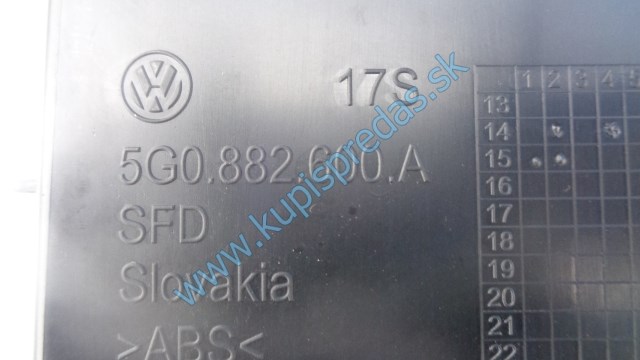 VW
17S
5G0.882.600.A
SFD
Slovakia
>ABS<
www.kupispredas.sk
1 2 3 4 5
13
14
15
16
17
18
19
20
21
22